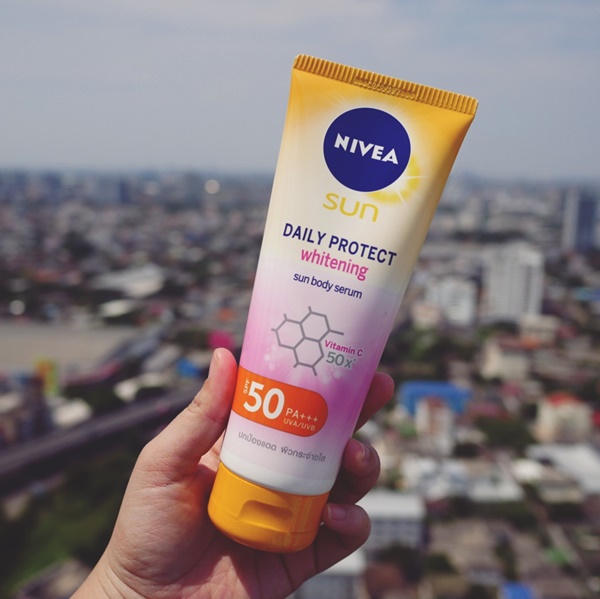 NIVEA
sun
DAILY PROTECT
whitening
sun body serum
Vitamin C
50x*
SPF
50
PA+++
UVA/UVB
ปกป้องแดด ผิวกระจ่างใส